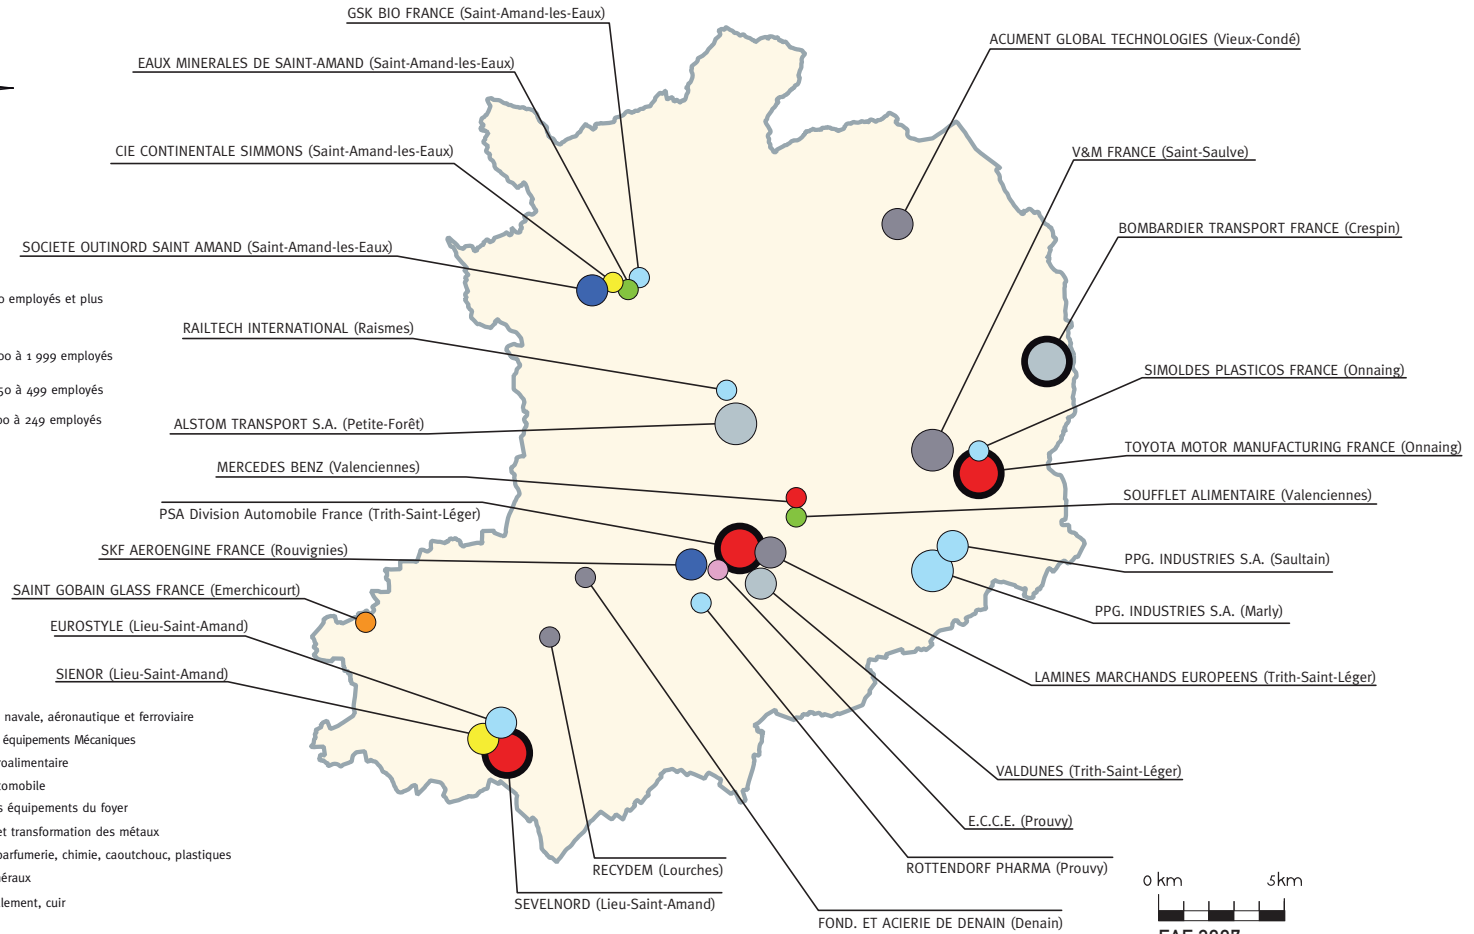 GSK BIO FRANCE (Saint-Amand-les-Eaux)
ACUMENT GLOBAL TECHNOLOGIES (Vieux-Condé)
EAUX MINERALES DE SAINT-AMAND (Saint-Amand-les-Eaux)
CIE CONTINENTALE SIMMONS (Saint-Amand-les-Eaux)
V&M FRANCE (Saint-Saulve)
BOMBARDIER TRANSPORT FRANCE (Crespin)
SOCIETE OUTINORD SAINT AMAND (Saint-Amand-les-Eaux)
employés et plus
RAILTECH INTERNATIONAL (Raismes)
à 1 999 employés
SIMOLDES PLASTICOS FRANCE (Onnaing)
à 499 employés
ALSTOM TRANSPORT S.A. (Petite-Forêt)
à 249 employés
TOYOTA MOTOR MANUFACTURING FRANCE (Onnaing)
MERCEDES BENZ (Valenciennes)
SOUFFLET ALIMENTAIRE (Valenciennes)
PSA Division Automobile France (Trith-Saint-Léger)
SKF AEROENGINE FRANCE (Rouvignies)
PPG. INDUSTRIES S.A. (Saultain)
SAINT GOBAIN GLASS FRANCE (Emerchicourt)
PPG. INDUSTRIES S.A. (Marly)
EUROSTYLE (Lieu-Saint-Amand)
SIENOR (Lieu-Saint-Amand)
LAMINES MARCHANDS EUROPEENS (Trith-Saint-Léger)
navale, aéronautique et ferroviaire
équipements Mécaniques
roalimentaire
tomobile
s équipements du foyer
et transformation des métaux
parfumerie, chimie, caoutchouc, plastiques
éraux
llement, cuir
VALDUNES (Trith-Saint-Léger)
E.C.C.E. (Prouvy)
ROTTENDORF PHARMA (Prouvy)
RECYDEM (Lourches)
SEVELNORD (Lieu-Saint-Amand)
FOND. ET ACIERIE DE DENAIN (Denain)
0 km 5km